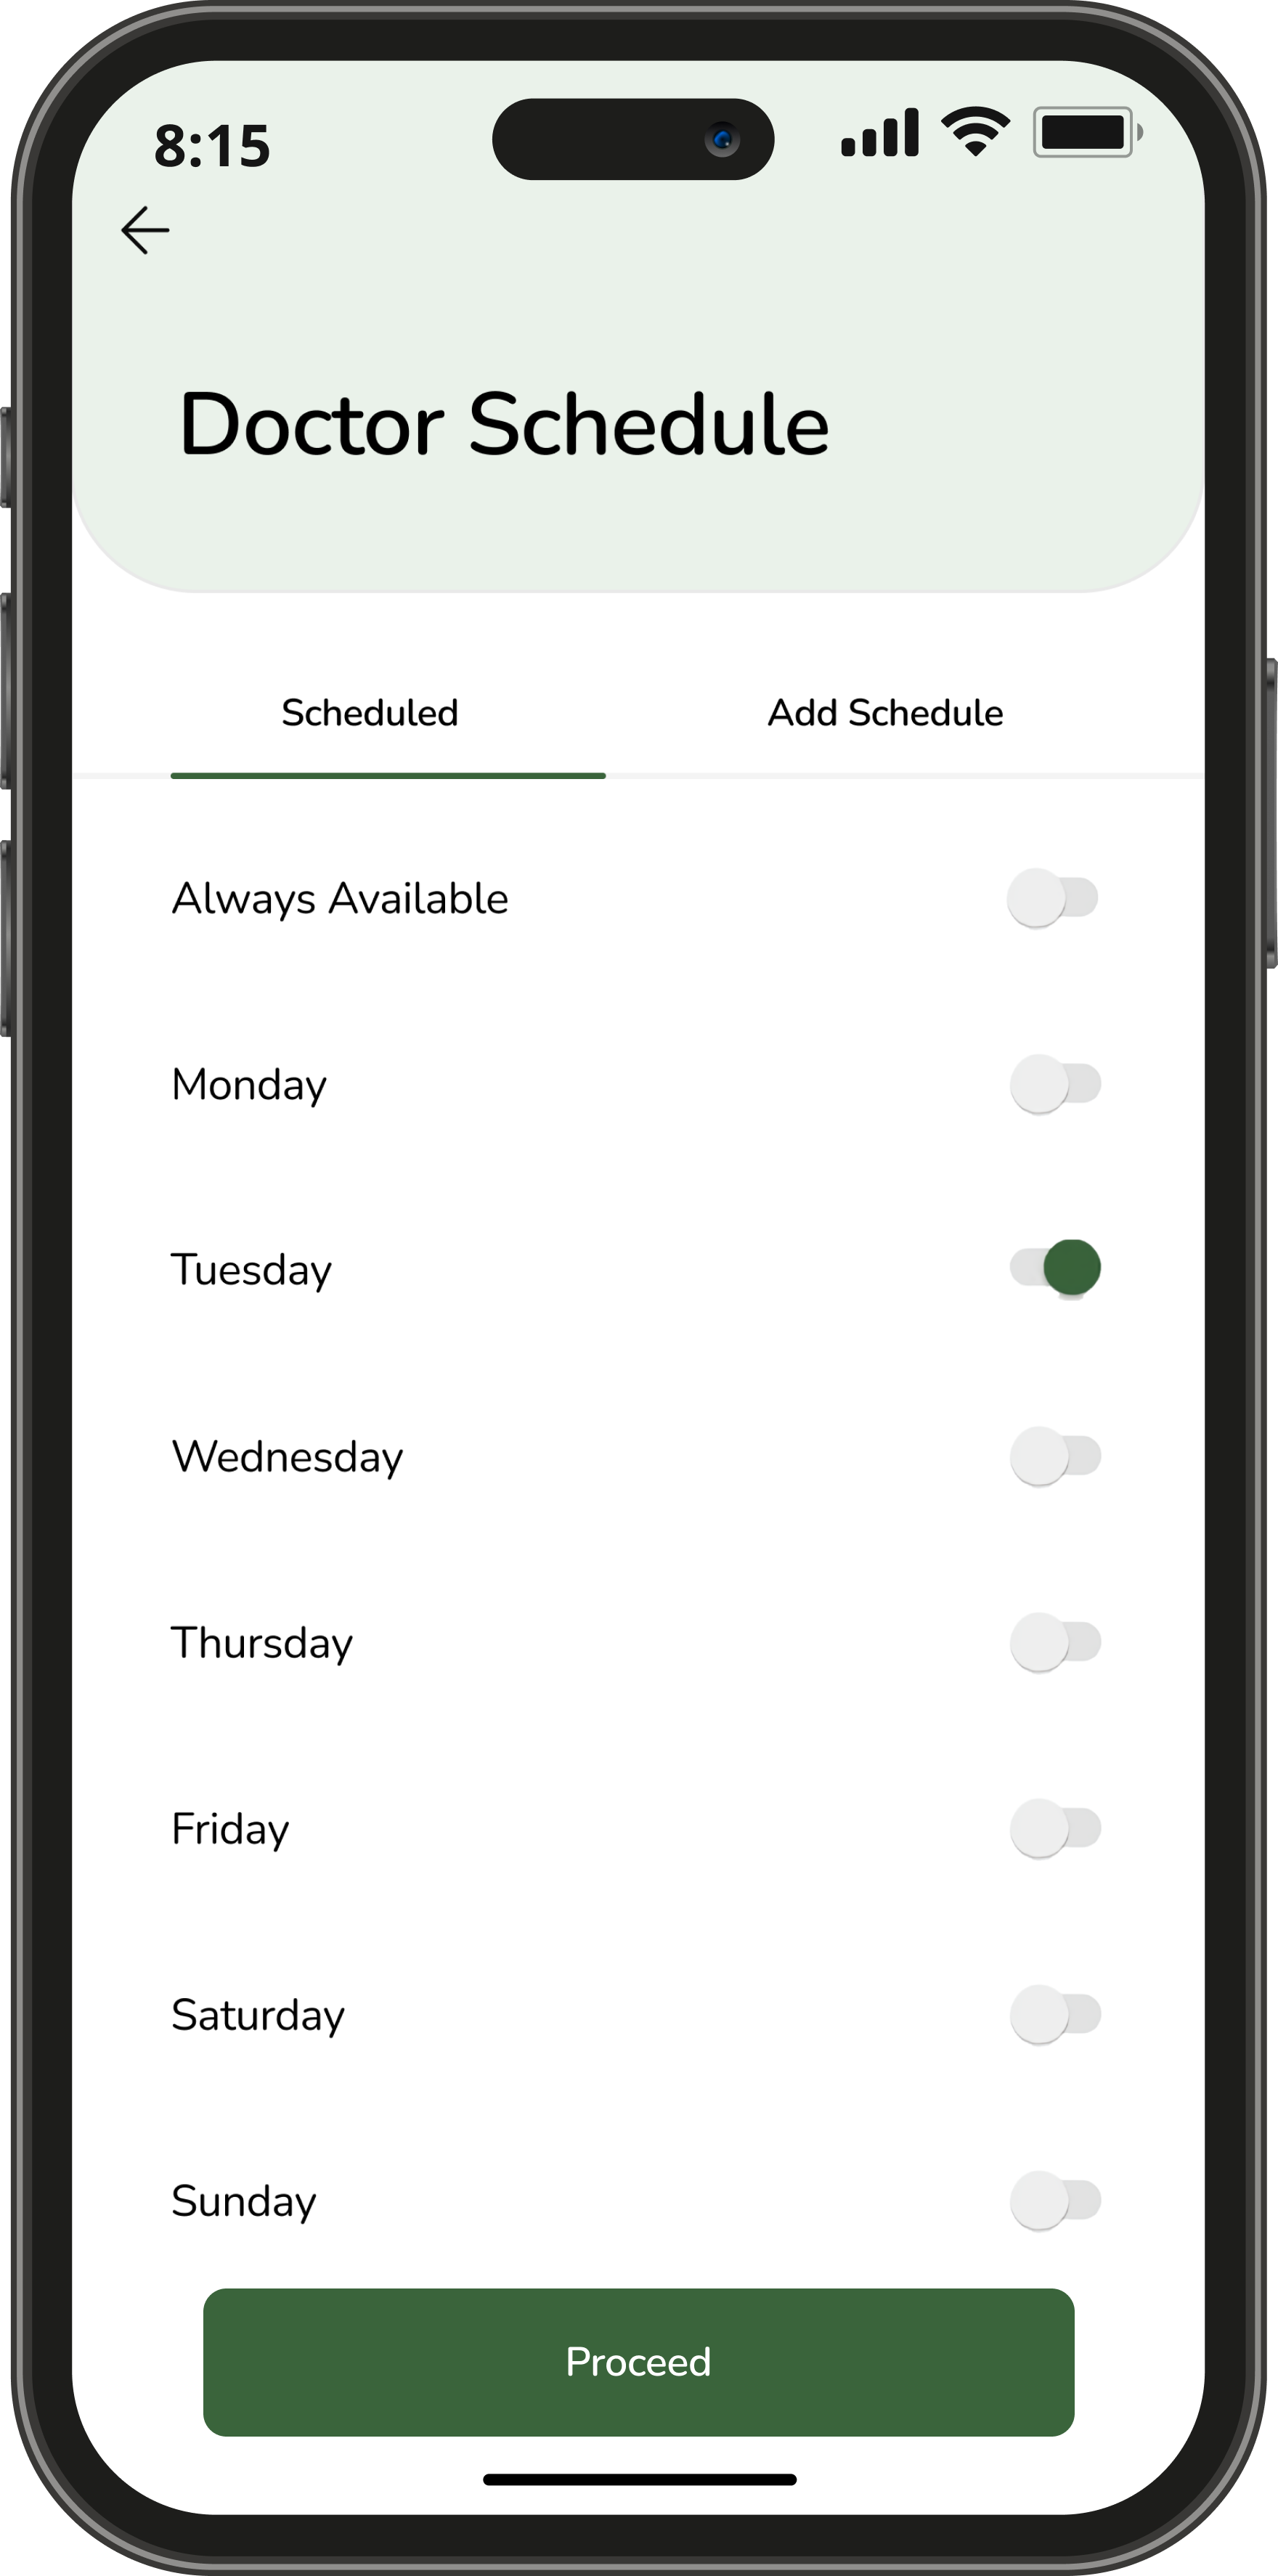 8:15
Doctor Schedule
Scheduled Add Schedule
Always Available
Monday
Tuesday
Wednesday
Thursday
Friday
Saturday
Sunday
Proceed